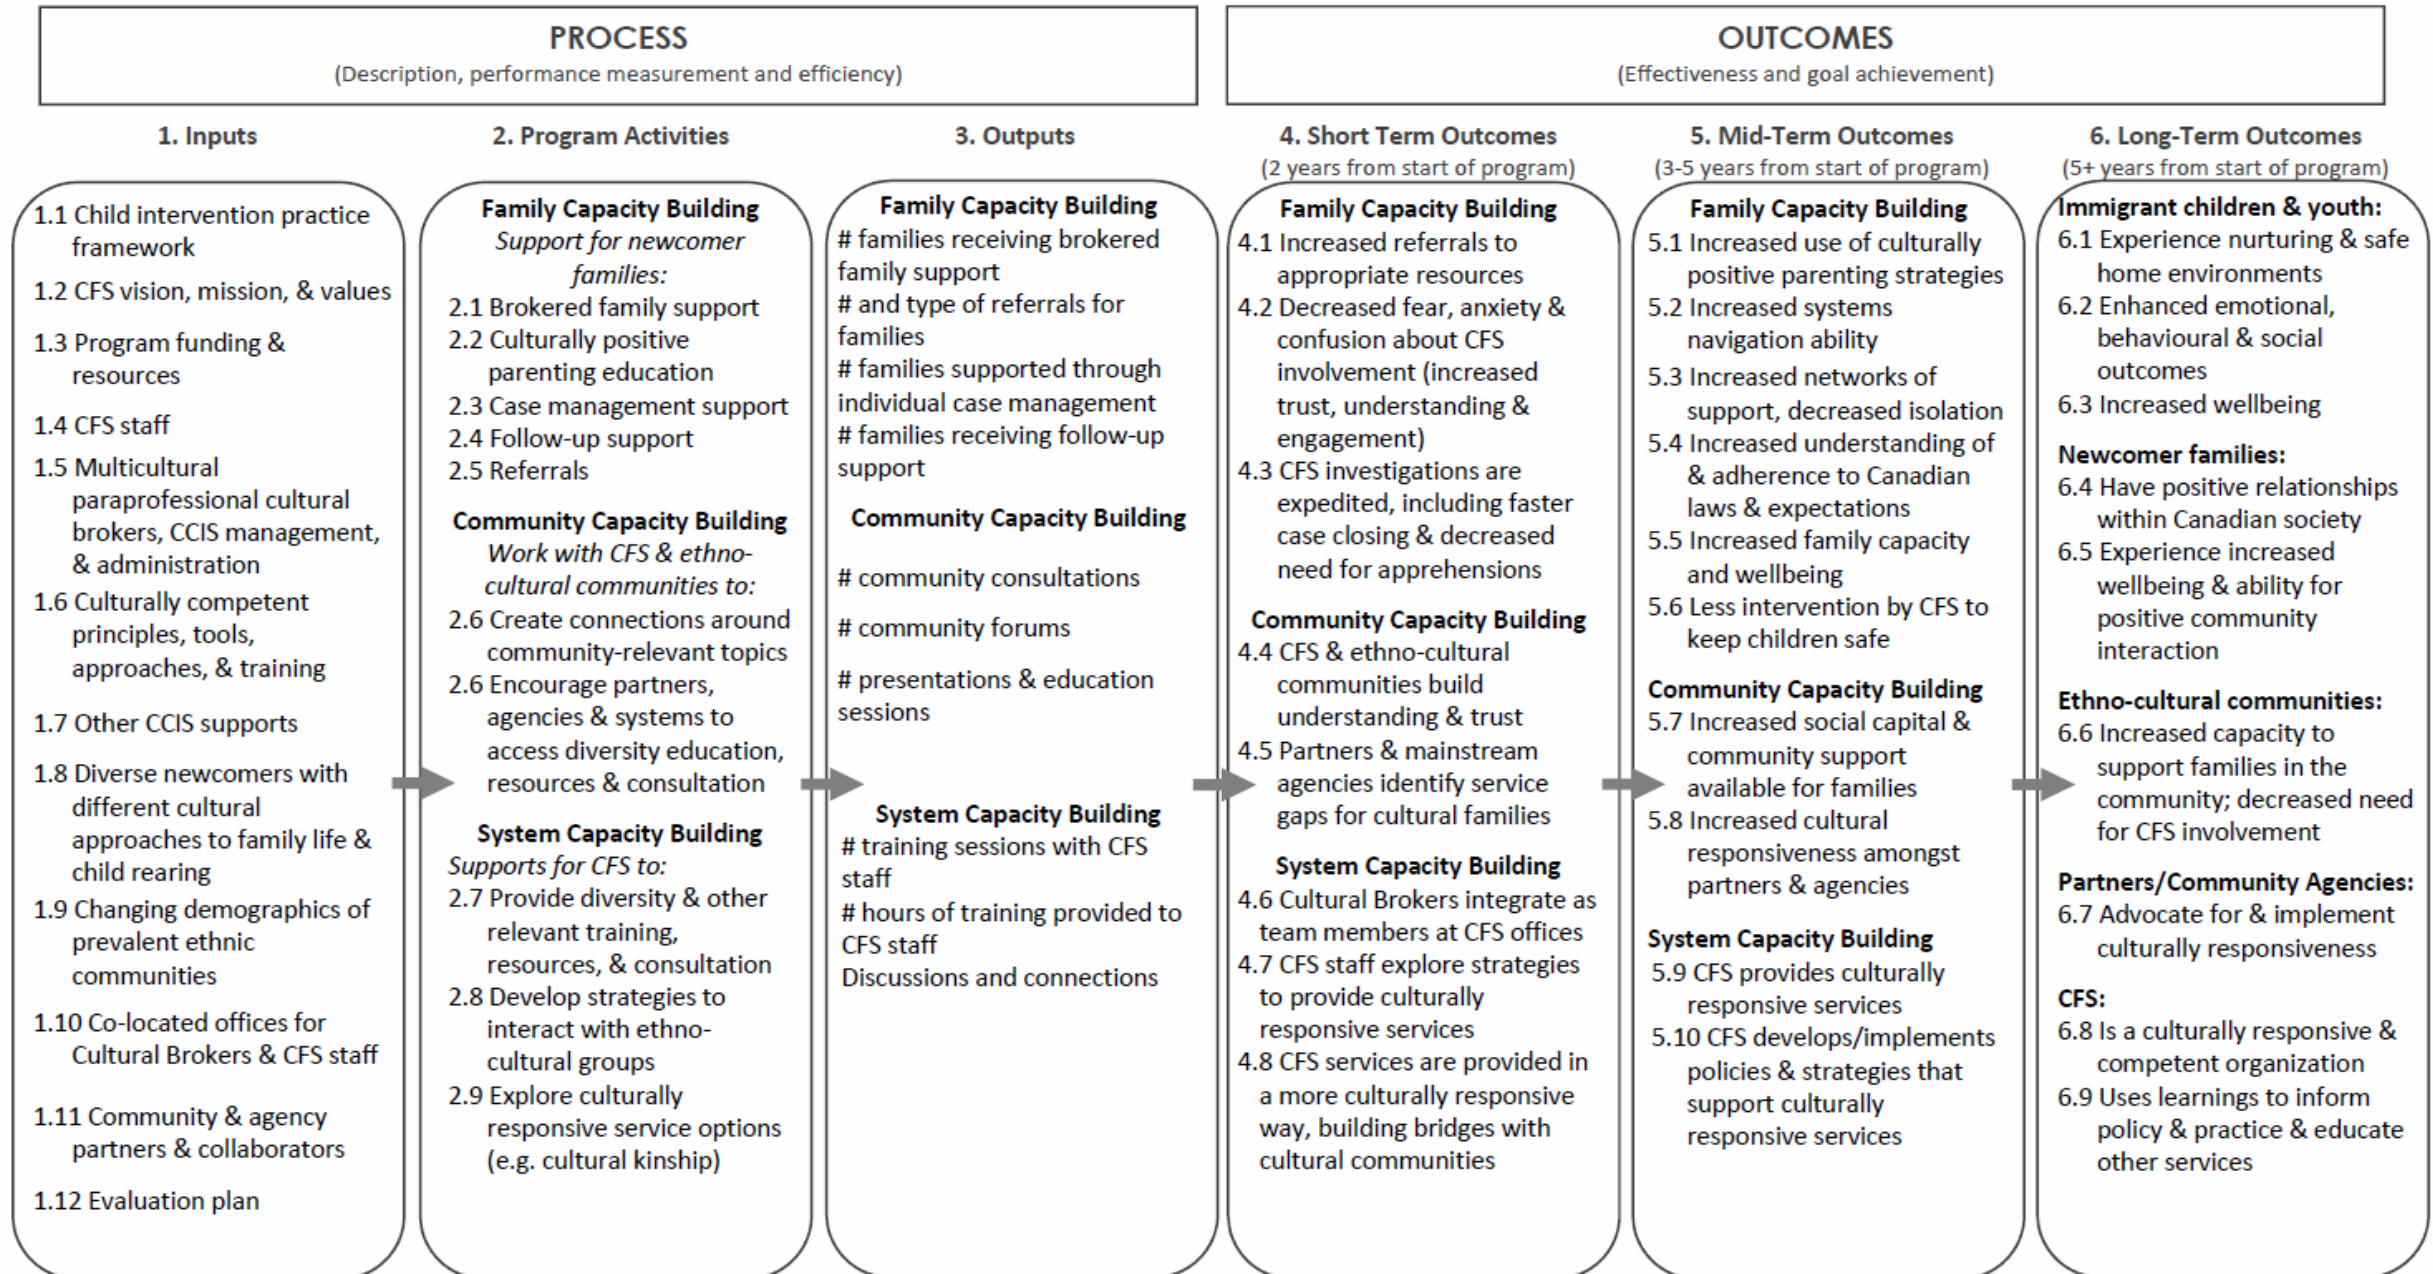 PROCESS
(Description, performance measurement and efficiency)
OUTCOMES
(Effectiveness and goal achievement)
1. Inputs
1.1 Child intervention practice
framework
1.2 CFS vision, mission, & values
1.3 Program funding &
resources
1.4 CFS staff
1.5 Multicultural
paraprofessional cultural
brokers, CCIS management,
& administration
1.6 Culturally competent
principles, tools,
approaches, & training
1.7 Other CCIS supports
1.8 Diverse newcomers with
different cultural
approaches to family life &
child rearing
1.9 Changing demographics of
prevalent ethnic
communities
1.10 Co-located offices for
Cultural Brokers & CFS staff
1.11 Community & agency
partners & collaborators
1.12 Evaluation plan
2. Program Activities
Family Capacity Building
Support for newcomer
families:
2.1 Brokered family support
2.2 Culturally positive
parenting education
2.3 Case management support
2.4 Follow-up support
2.5 Referrals
Community Capacity Building
Work with CFS & ethno-
cultural communities to:
2.6 Create connections around
community-relevant topics
2.6 Encourage partners,
agencies & systems to
access diversity education,
resources & consultation
System Capacity Building
Supports for CFS to:
2.7 Provide diversity & other
relevant training,
resources, & consultation
2.8 Develop strategies to
interact with ethno-
cultural groups
2.9 Explore culturally
responsive service options
(e.g. cultural kinship)
3. Outputs
Family Capacity Building
# families receiving brokered
family support
# and type of referrals for
families
# families supported through
individual case management
# families receiving follow-up
support
Community Capacity Building
# community consultations
# community forums
# presentations & education
sessions
System Capacity Building
# training sessions with CFS
staff
# hours of training provided to
CFS staff
Discussions and connections
4. Short Term Outcomes
(2 years from start of program)
Family Capacity Building
4.1 Increased referrals to
appropriate resources
4.2 Decreased fear, anxiety &
confusion about CFS
involvement (increased
trust, understanding &
engagement)
4.3 CFS investigations are
expedited, including faster
case closing & decreased
need for apprehensions
Community Capacity Building
4.4 CFS & ethno-cultural
communities build
understanding & trust
4.5 Partners & mainstream
agencies identify service
gaps for cultural families
System Capacity Building
4.6 Cultural Brokers integrate as
team members at CFS offices
4.7 CFS staff explore strategies
to provide culturally
responsive services
4.8 CFS services are provided in
a more culturally responsive
way, building bridges with
cultural communities
5. Mid-Term Outcomes
(3-5 years from start of program)
Family Capacity Building
5.1 Increased use of culturally
positive parenting strategies
5.2 Increased systems
navigation ability
5.3 Increased networks of
support, decreased isolation
5.4 Increased understanding of
& adherence to Canadian
laws & expectations
5.5 Increased family capacity
and wellbeing
5.6 Less intervention by CFS to
keep children safe
Community Capacity Building
5.7 Increased social capital &
community support
available for families
5.8 Increased cultural
responsiveness amongst
partners & agencies
System Capacity Building
5.9 CFS provides culturally
responsive services
5.10 CFS develops/implements
policies & strategies that
support culturally
responsive services
6. Long-Term Outcomes
(5+ years from start of program)
Immigrant children & youth:
6.1 Experience nurturing & safe
home environments
6.2 Enhanced emotional,
behavioural & social
outcomes
6.3 Increased wellbeing
Newcomer families:
6.4 Have positive relationships
within Canadian society
6.5 Experience increased
wellbeing & ability for
positive community
interaction
Ethno-cultural communities:
6.6 Increased capacity to
support families in the
community; decreased need
for CFS involvement
Partners/Community Agencies:
6.7 Advocate for & implement
culturally responsiveness
CFS:
6.8 Is a culturally responsive &
competent organization
6.9 Uses learnings to inform
policy & practice & educate
other services